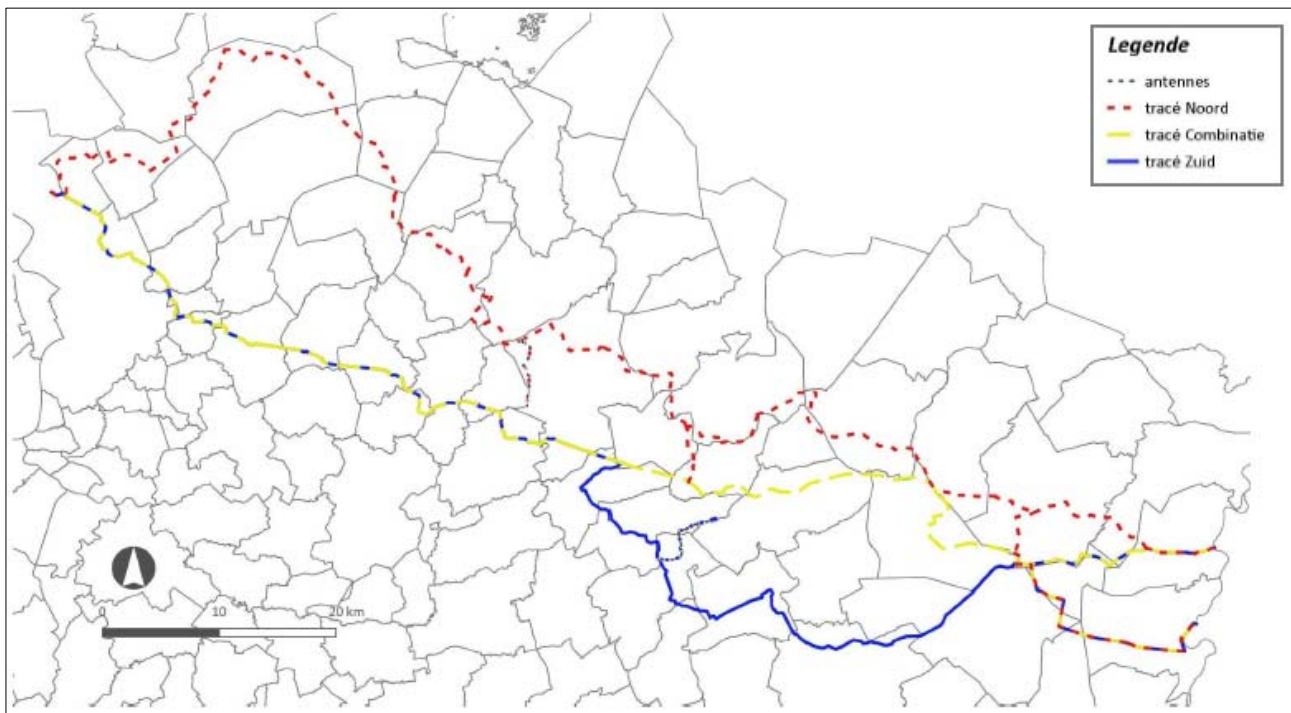 Legende
antennes
tracé Noord
tracé Combinatie
tracé Zuid
0 10 20 km